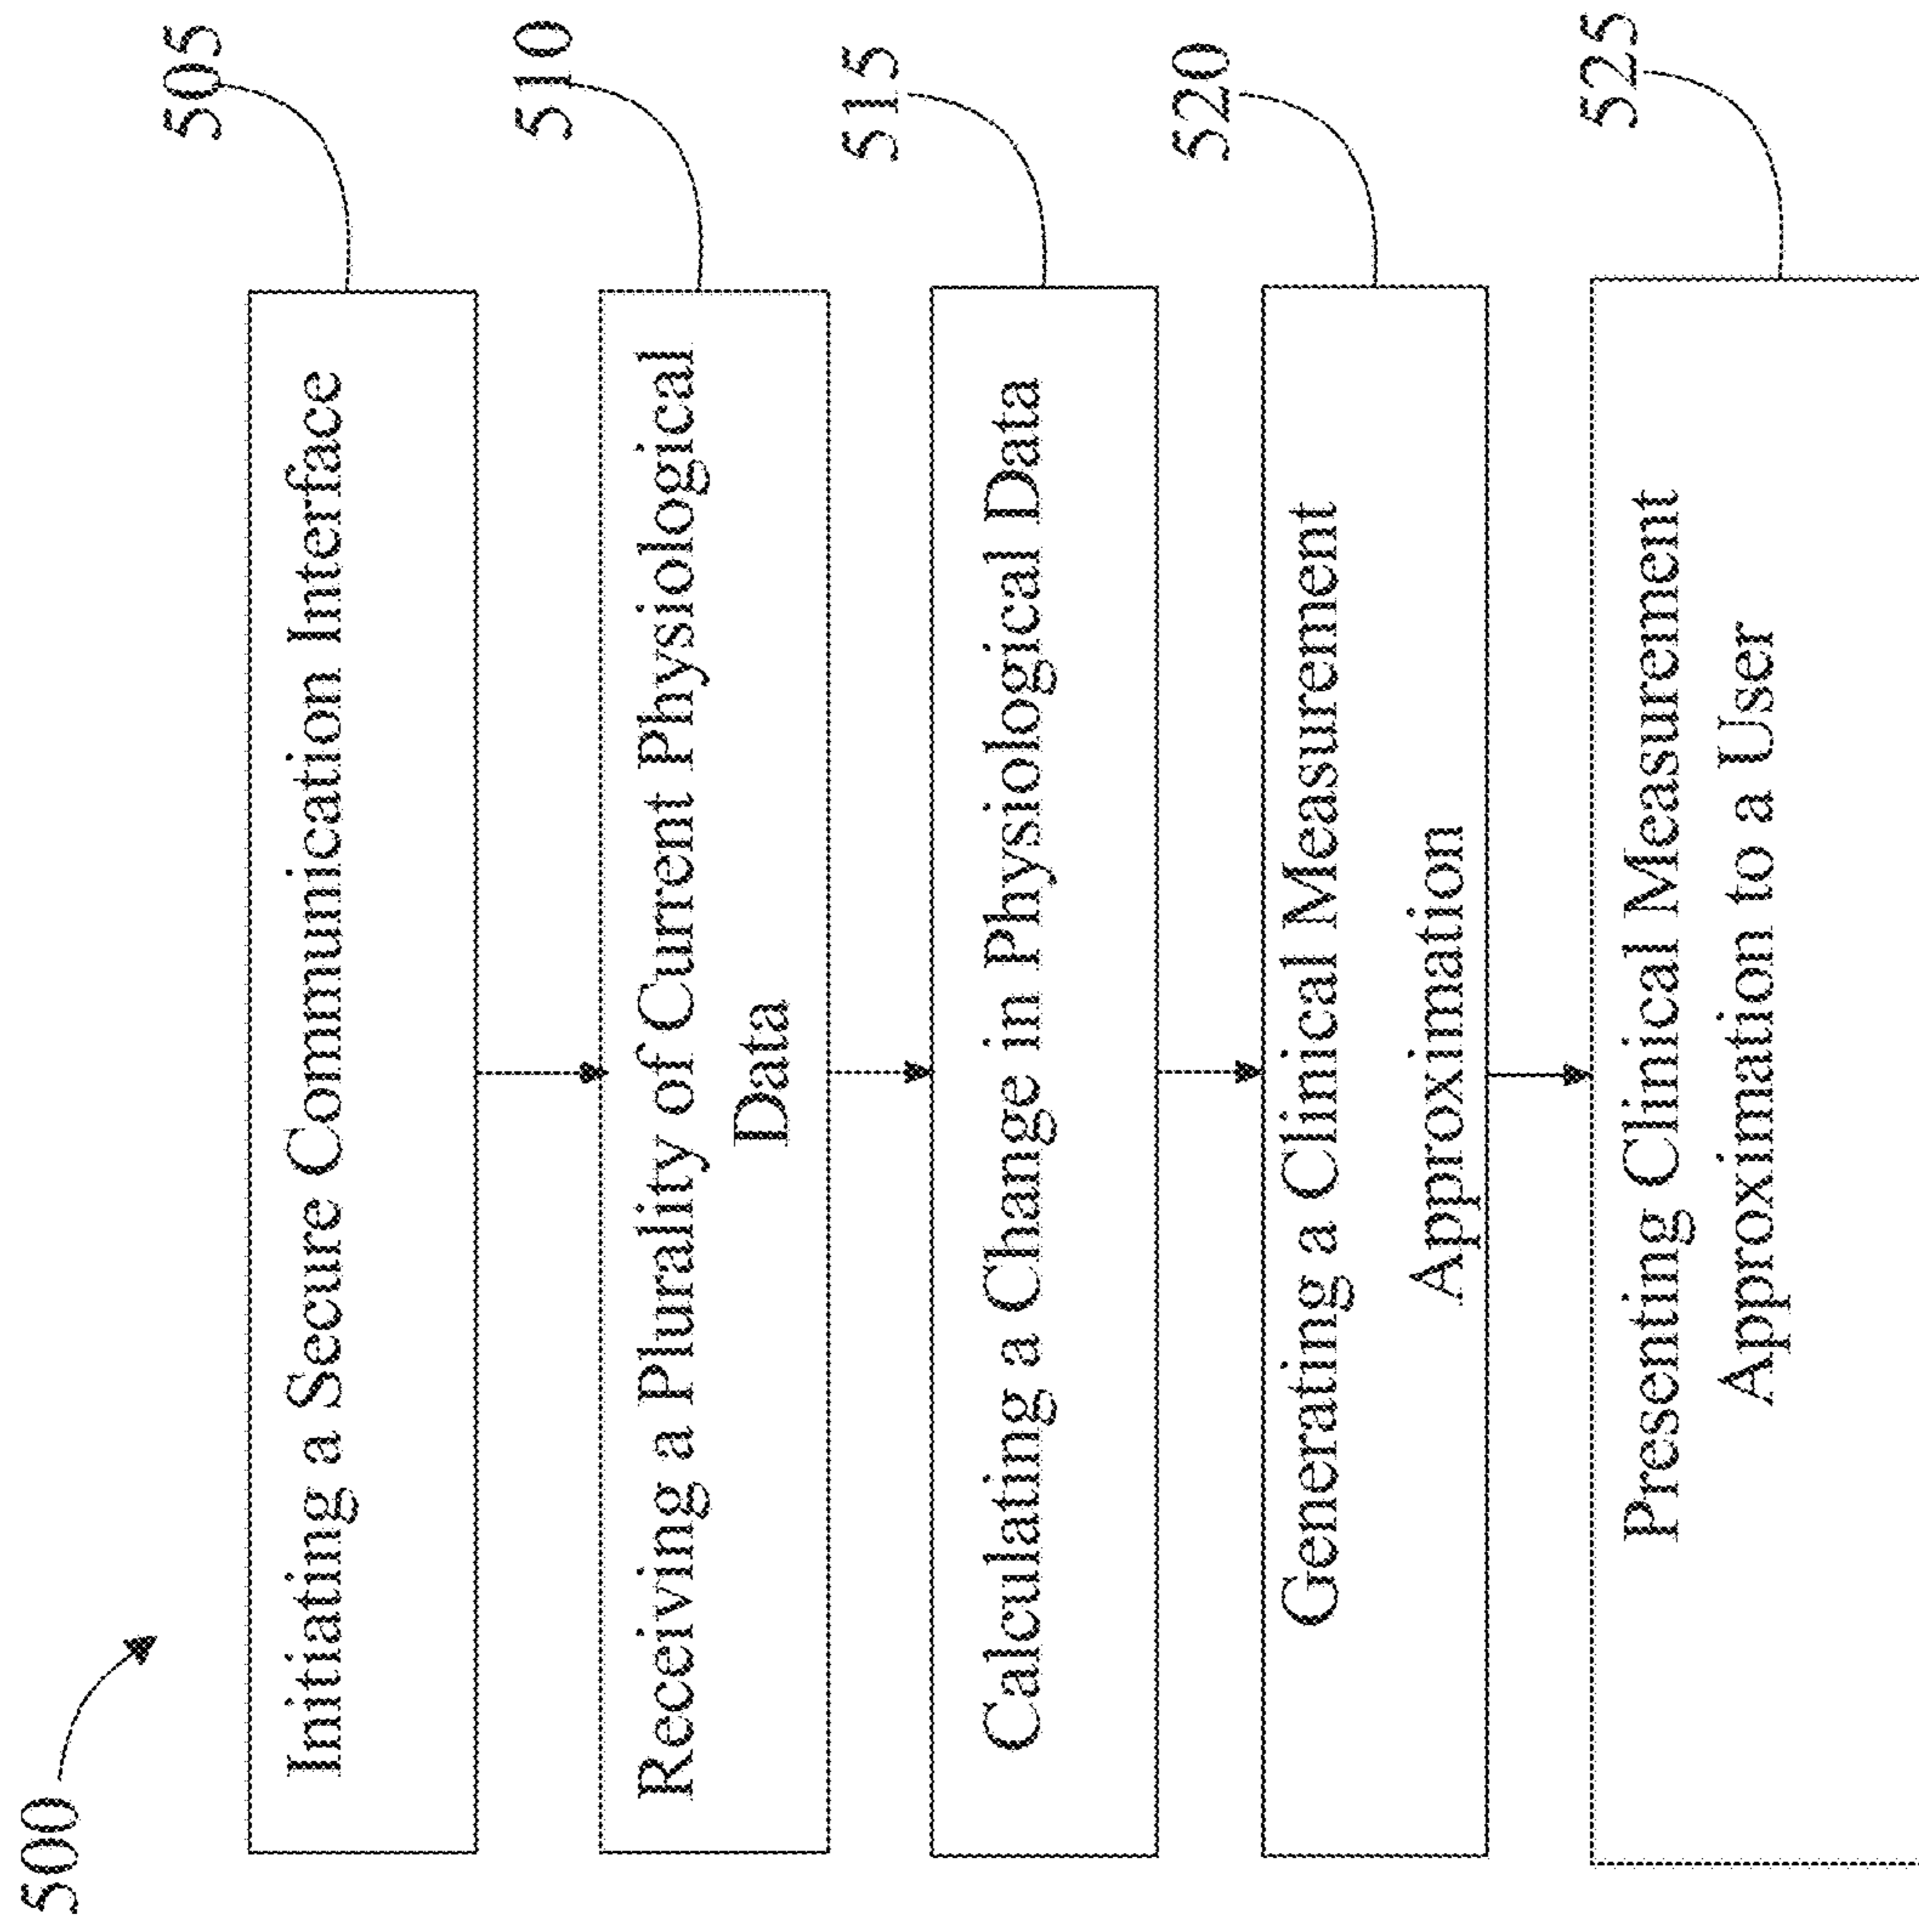 500
505
Initiating a Secure Communication Interface
510
Receiving a Plurality of Current Physiological
Data
515
Calculating a Change in Physiological Data
520
Generating a Clinical Measurement
Approximation
525
Presenting Clinical Measurement
Approximation to a User